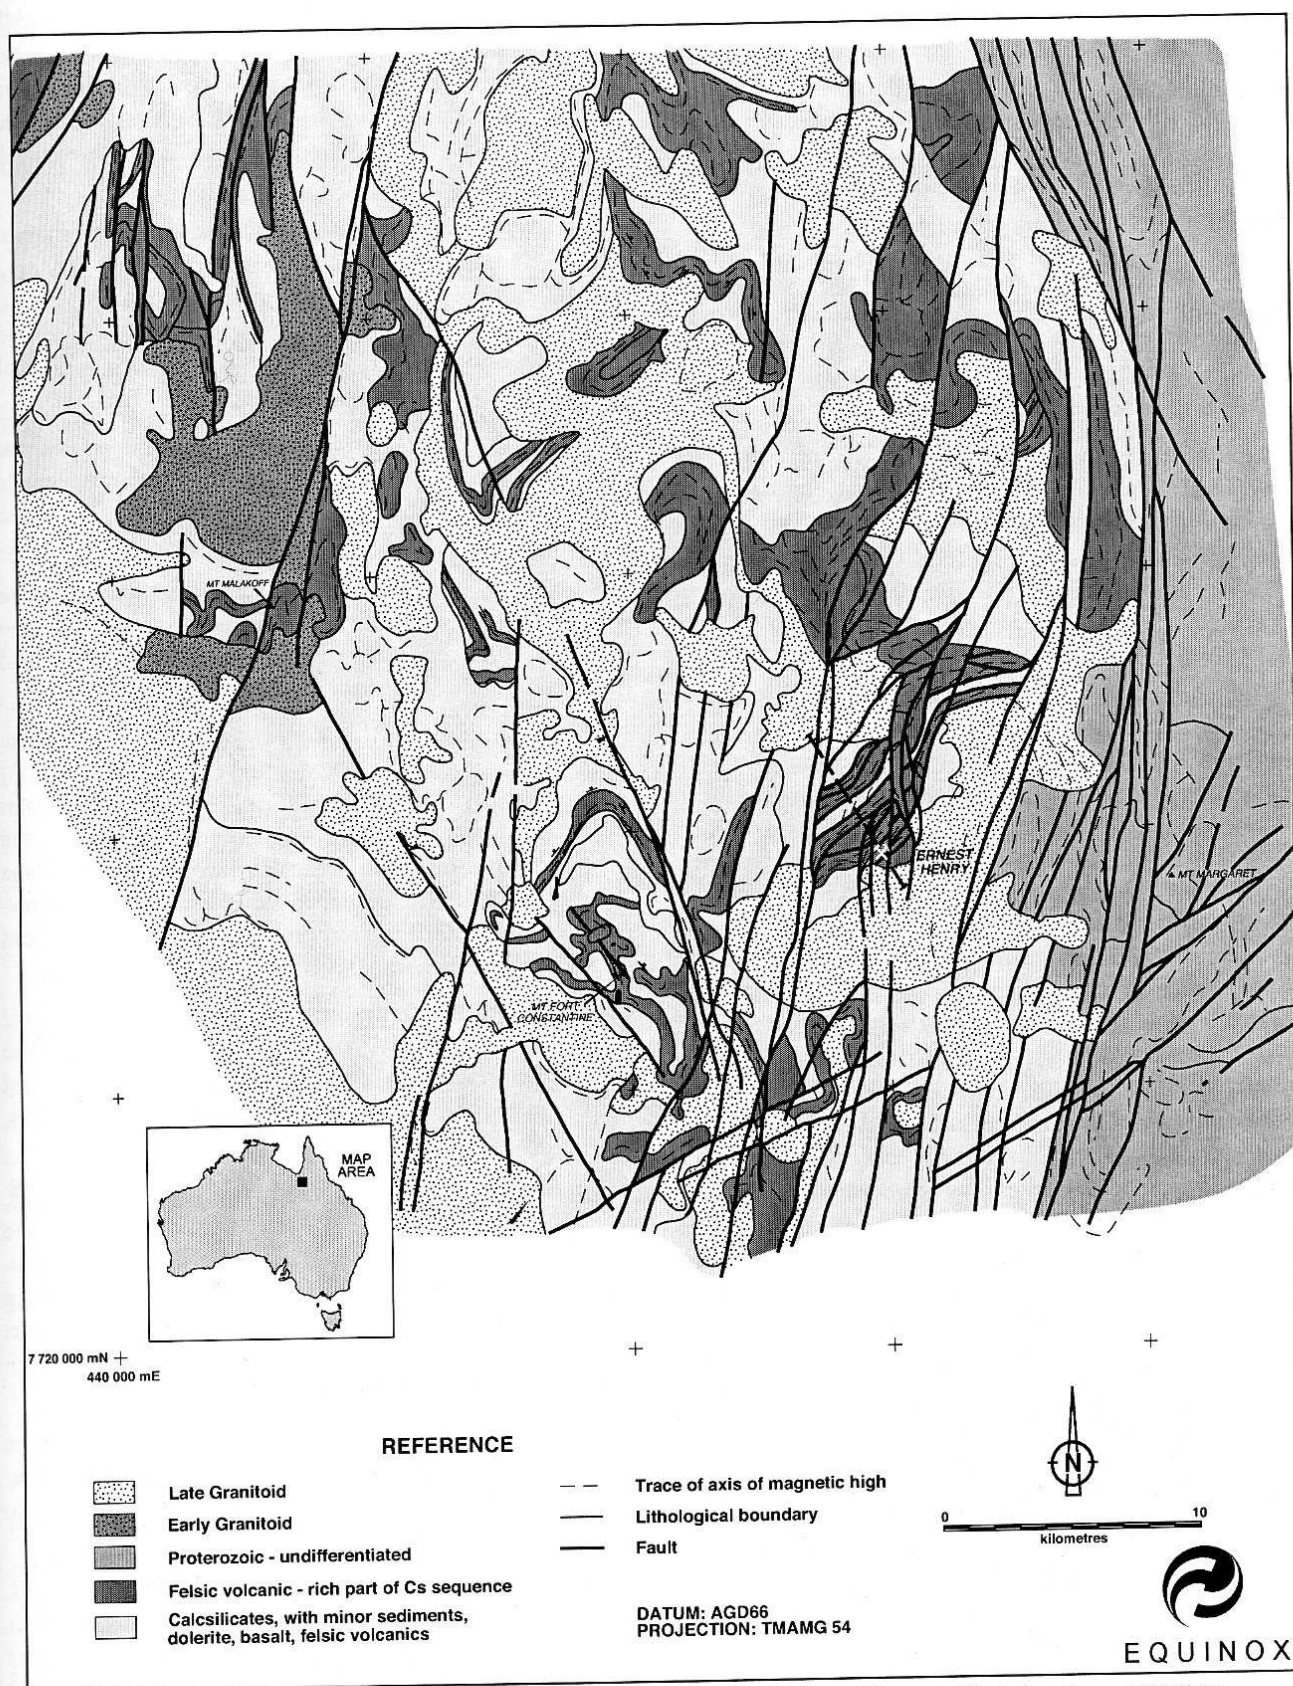 MT MALAKOFF
ERNEST
HENRY
MT MARGARET
MT FORT
CONSTANTINE
MAP
AREA
7 720 000 mN
440 000 mE
REFERENCE
Late Granitoid
Early Granitoid
Proterozoic - undifferentiated
Felsic volcanic - rich part of Cs sequence
Calcsilicates, with minor sediments,
dolerite, basalt, felsic volcanics
Trace of axis of magnetic high
Lithological boundary
Fault
DATUM: AGD66
PROJECTION: TMAMG 54
N
0 10
kilometres
EQUINOX